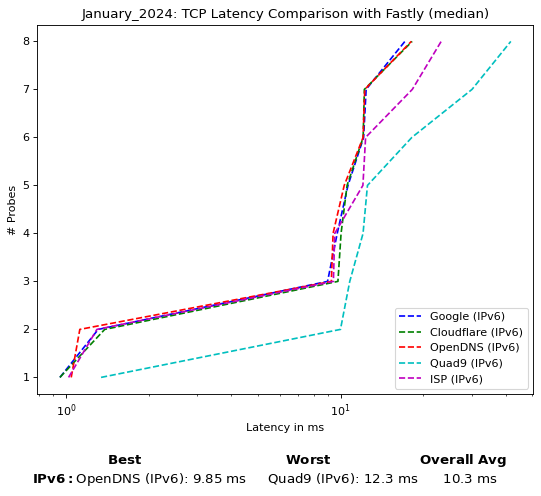 January_2024: TCP Latency Comparison with Fastly (median)
8
7
6
5
4
3
2
1
# Probes
Google (IPv6)
Cloudflare (IPv6)
OpenDNS (IPv6)
Quad9 (IPv6)
ISP (IPv6)
10⁰ 10¹
Latency in ms
Best Worst Overall Avg
IPv6: OpenDNS (IPv6): 9.85 ms Quad9 (IPv6): 12.3 ms 10.3 ms